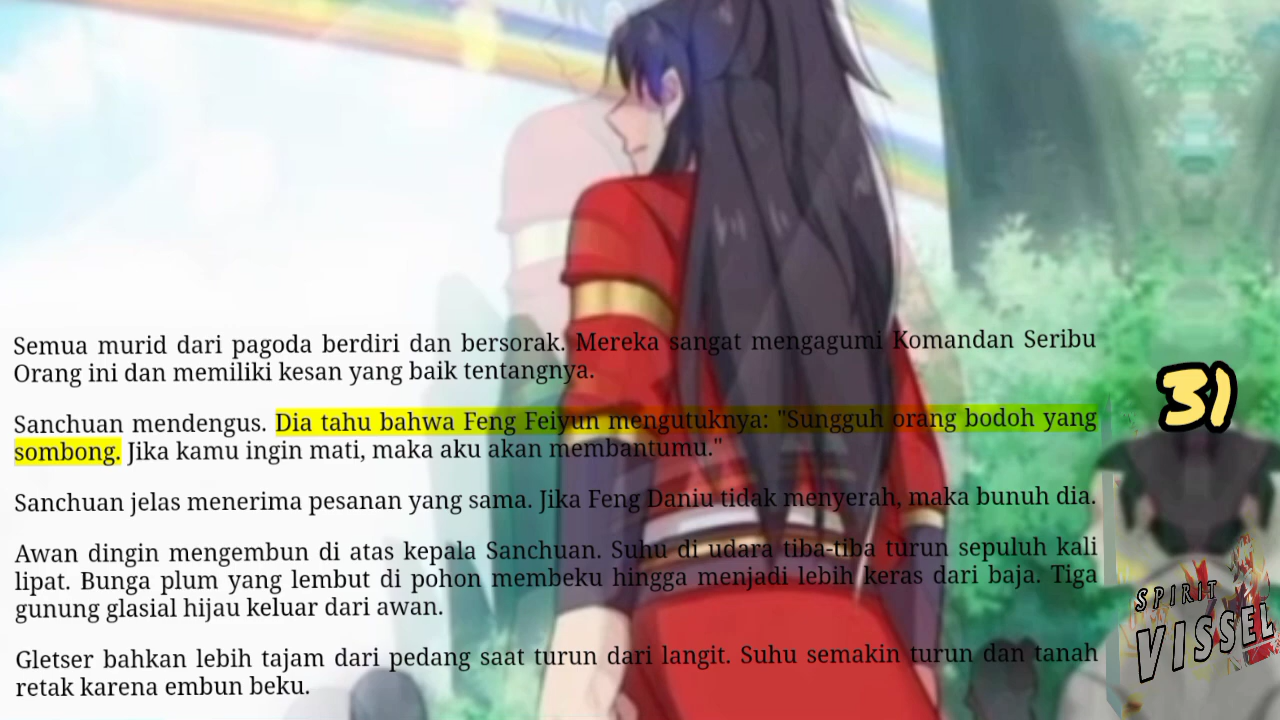 Semua murid dari pagoda berdiri dan bersorak. Mereka sangat mengagumi Komandan Seribu
Orang ini dan memiliki kesan yang baik tentangnya.
Sanchuan mendengus. Dia tahu bahwa Feng Feiyun mengutuknya: "Sungguh orang bodoh yang
sombong. Jika kamu ingin mati, maka aku akan membantumu."
Sanchuan jelas menerima pesanan yang sama. Jika Feng Daniu tidak menyerah, maka bunuh dia.
Awan dingin mengembun di atas kepala Sanchuan. Suhu di udara tiba-tiba turun sepuluh kali
lipat. Bunga plum yang lembut di pohon membeku hingga menjadi lebih keras dari baja. Tiga
gunung glasial hijau keluar dari awan.
Gletser bahkan lebih tajam dari pedang saat turun dari langit. Suhu semakin turun dan tanah
retak karena embun beku.
31
SPIRIT
VISSEL